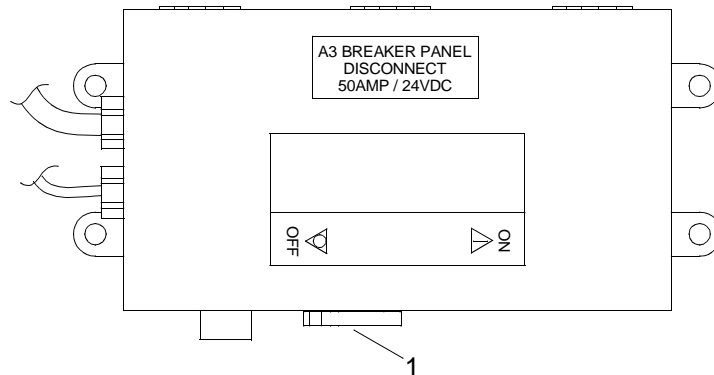 A3 BREAKER PANEL
DISCONNECT
50AMP / 24VDC
OFF
ON
1